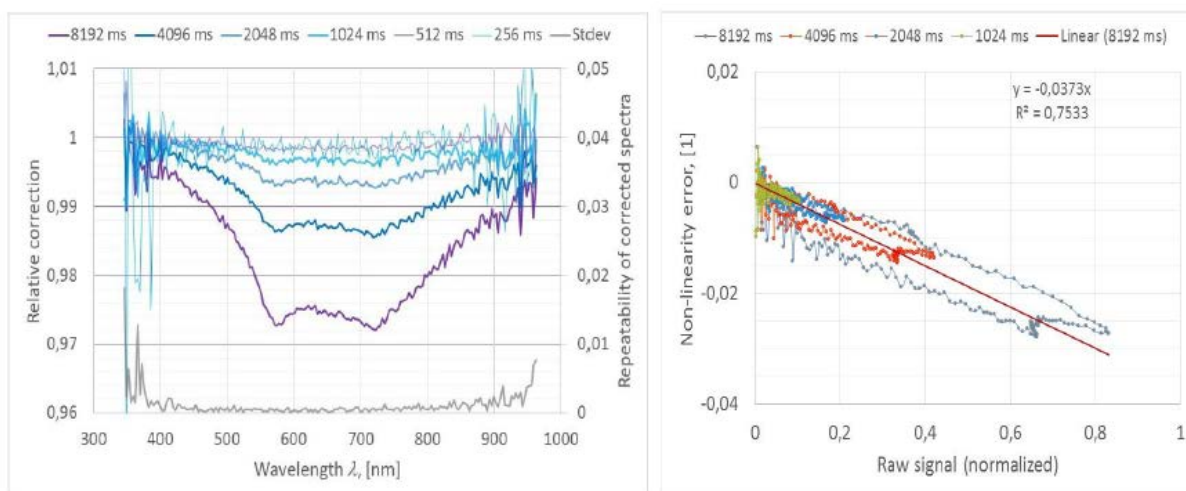 8192 ms 4096 ms 2048 ms 1024 ms 512 ms 256 ms Stdev
1,01
1
0,99
0,98
0,97
0,96
Relative correction
0,05
0,04
0,03
0,02
0,01
0
Repeatability of corrected spectra
300 400 500 600 700 800 900 1000
Wavelength λ, [nm]
8192 ms 4096 ms 2048 ms 1024 ms Linear (8192 ms)
0,02
0
-0,02
-0,04
Non-linearity error, [1]
y = -0,0373x
R² = 0,7533
0 0,2 0,4 0,6 0,8 1
Raw signal (normalized)